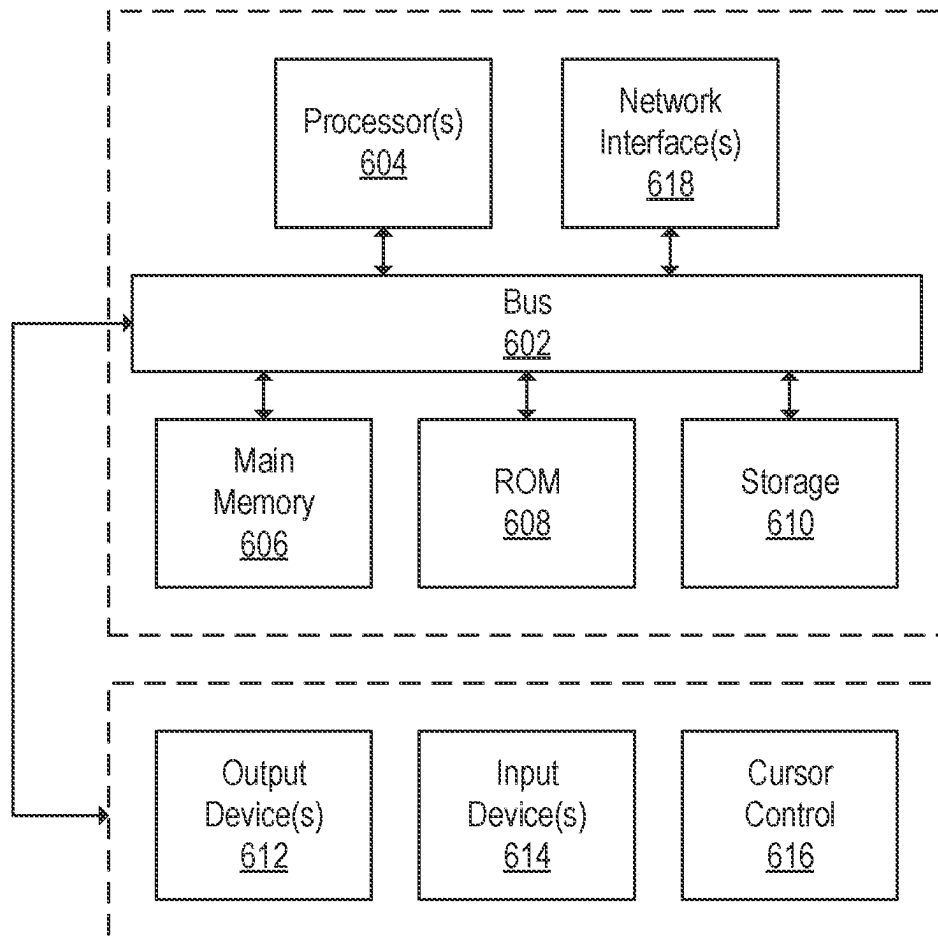 Processor(s)
604
Network
Interface(s)
618
Bus
602
Main
Memory
606
ROM
608
Storage
610
Output
Device(s)
612
Input
Device(s)
614
Cursor
Control
616